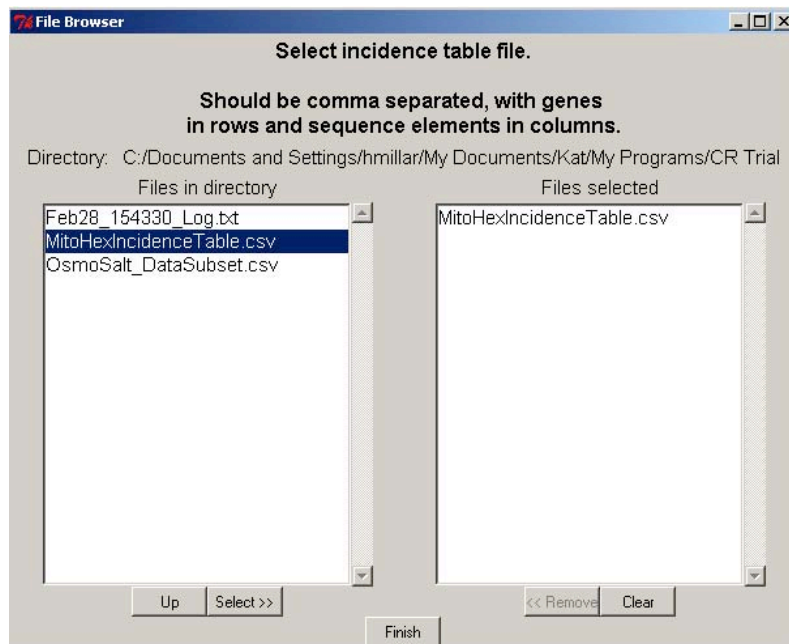 File Browser
Select incidence table file.
Should be comma separated, with genes
in rows and sequence elements in columns.
Directory: C:/Documents and Settings/hmillar/My Documents/Kat/My Programs/CR Trial
Files in directory
Files selected
Feb28_154330_Log.txt
MitoHexIncidenceTable.csv
OsmoSalt_DataSubset.csv
MitoHexIncidenceTable.csv
Up
Select >>
<< Remove
Clear
Finish